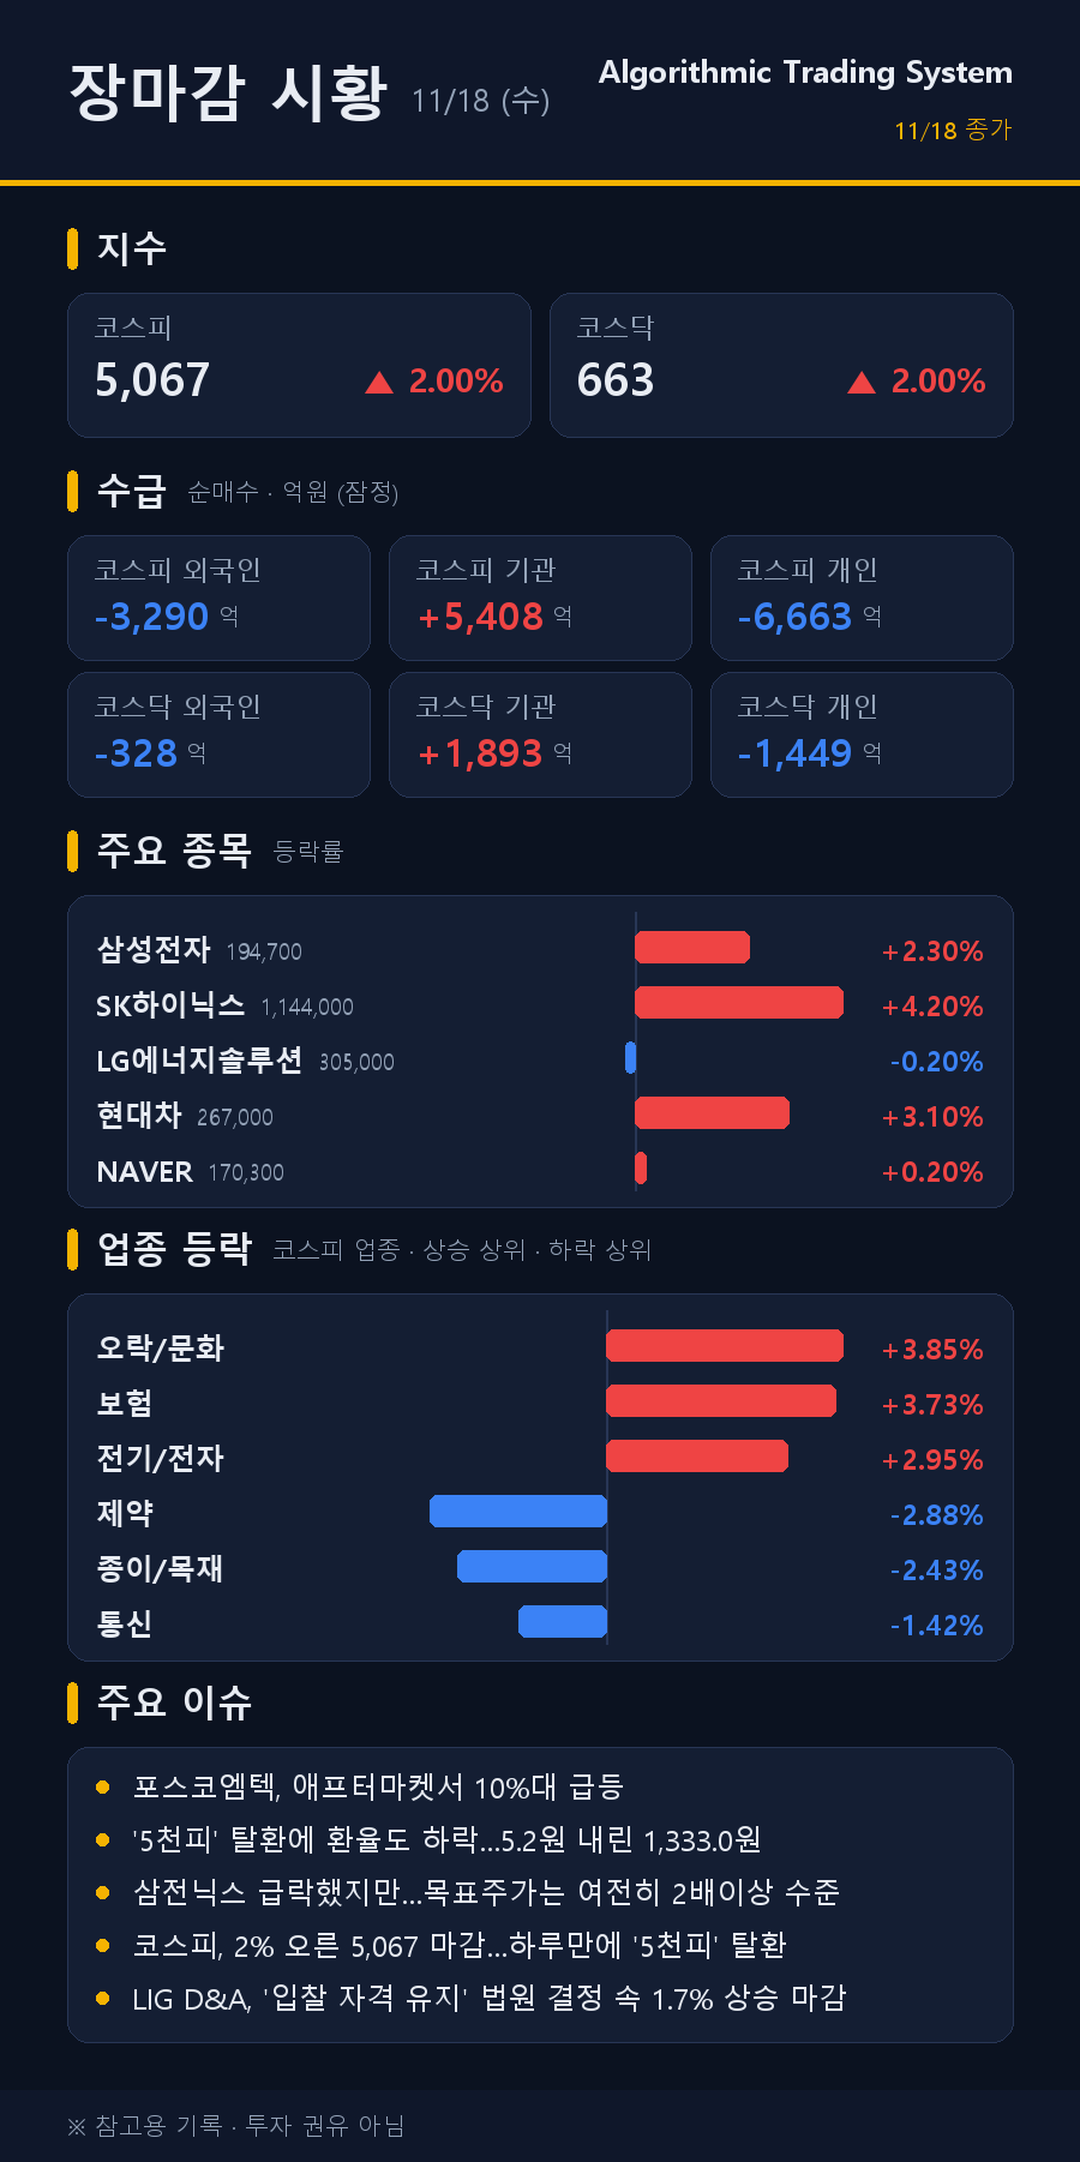 장마감 시황 11/18 (수)
Algorithmic Trading System
11/18 종가
지수
코스피
5,067 ▲ 2.00%
코스닥
663 ▲ 2.00%
수급 순매수 · 억원 (잠정)
코스피 외국인
-3,290 억
코스피 기관
+5,408 억
코스피 개인
-6,663 억
코스닥 외국인
-328 억
코스닥 기관
+1,893 억
코스닥 개인
-1,449 억
주요 종목 등락률
삼성전자 194,700 +2.30%
SK하이닉스 1,144,000 +4.20%
LG에너지솔루션 305,000 -0.20%
현대차 267,000 +3.10%
NAVER 170,300 +0.20%
업종 등락 코스피 업종 · 상승 상위 · 하락 상위
오락/문화 +3.85%
보험 +3.73%
전기/전자 +2.95%
제약 -2.88%
종이/목재 -2.43%
통신 -1.42%
주요 이슈
포스코엠텍, 애프터마켓서 10%대 급등
'5천피' 탈환에 환율도 하락...5.2원 내린 1,333.0원
삼전닉스 급락했지만...목표주가는 여전히 2배이상 수준
코스피, 2% 오른 5,067 마감...하루만에 '5천피' 탈환
LIG D&A, '입찰 자격 유지' 법원 결정 속 1.7% 상승 마감
※ 참고용 기록 · 투자 권유 아님